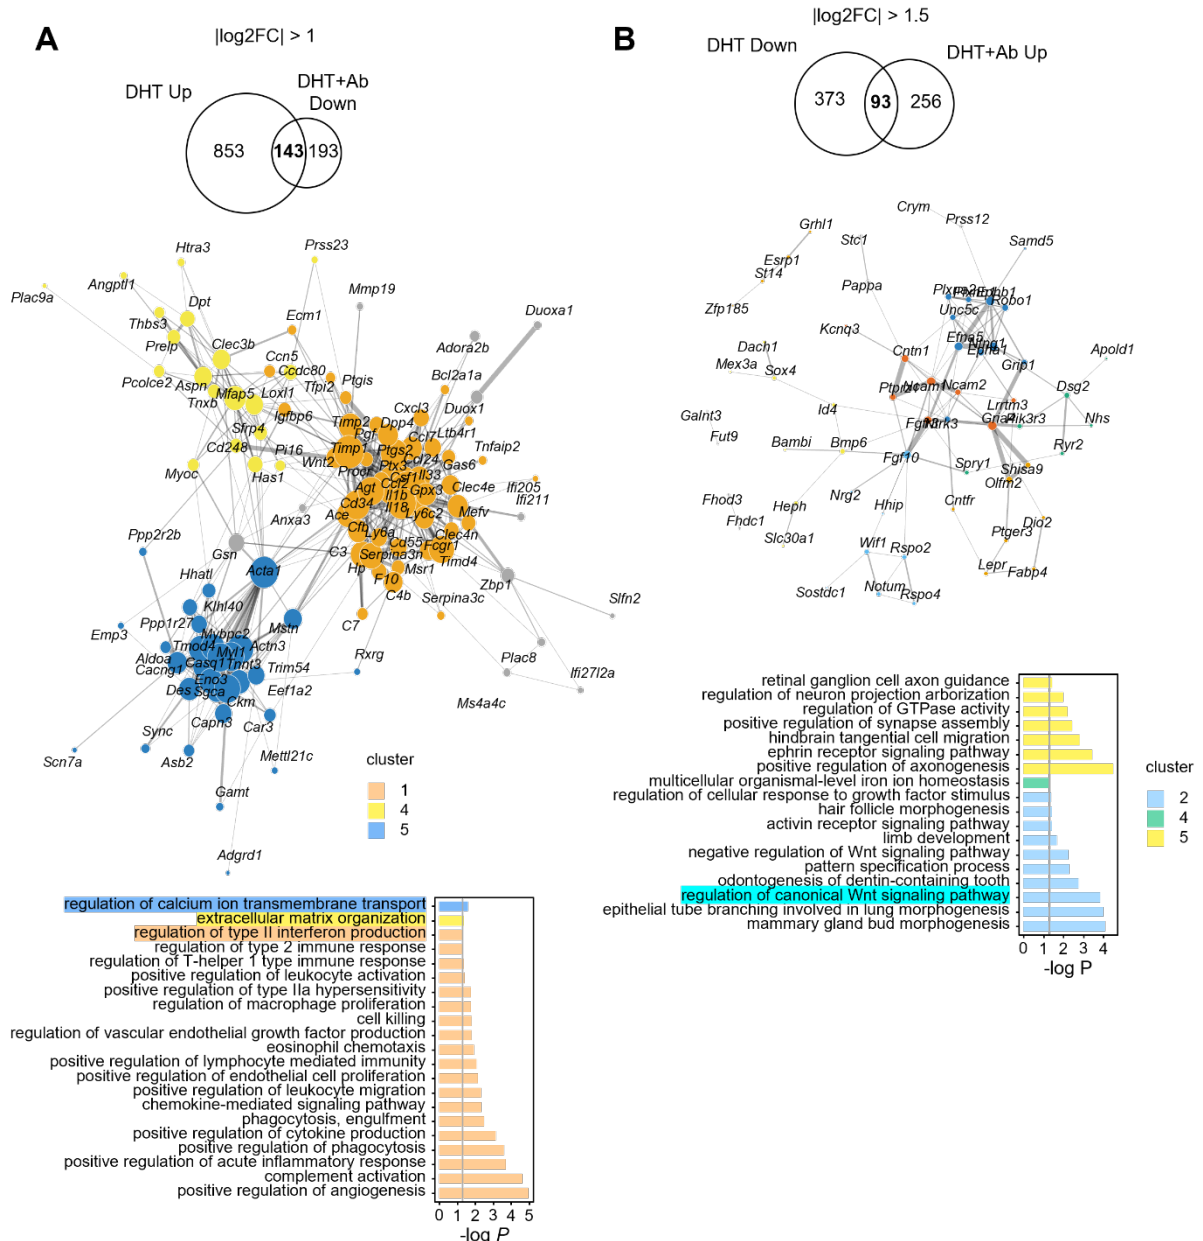 A
|log2FC| > 1
DHT Up
DHT+Ab
Down
853
143
193
Htra3
Prss23
Angptl1
Plac9a
Dpt
Mmp19
Duoxa1
Thbs3
Ecm1
Prelp
Clec3b
Adora2b
Ccn5
Ccdc80
Bcl2a1a
Pcolce2
Aspn
Tfpi2
Ptgis
Tnxb
Mfap5
Loxl1
Cxcl3
Duox1
Igfbp6
Timp2
Dpp4
Sfrp4
Pgf
Ccl7
Ltb4r1
Cd248
Pi16
Timp1
Ptgs2
Ccl24
Tnfaip2
Wnt2
Procr
Ptx3
Gas6
Myoc
Has1
Csf1
Il33
Agt
Ccl2
Gpx3
Clec4e
Ifi205
Cd34
Il1b
Ifi211
Anxa3
Ace
Il18
Ly6c2
Mefv
Ppp2r2b
Cfb
Ly6a
Clec4n
Gsn
C3
Cd55
Fcgr1
Serpina3n
Timd4
Hhatl
Acta1
Hp
F10
Msr1
Zbp1
Klhl40
C4b
Serpina3c
Slfn2
Emp3
Ppp1r27
Mybpc2
Mstn
C7
Tmod4
Myl1
Actn3
Aldoa
Casq1
Tnnt3
Trim54
Rxrg
Plac8
Cacng1
Eno3
Ifi27l2a
Des
Sgca
Eef1a2
Ckm
Ms4a4c
Sync
Capn3
Car3
Scn7a
Asb2
Mettl21c
Gamt
Adgrd1
cluster
1
4
5
regulation of calcium ion transmembrane transport
extracellular matrix organization
regulation of type II interferon production
regulation of type 2 immune response
regulation of T-helper 1 type immune response
positive regulation of leukocyte activation
positive regulation of type IIa hypersensitivity
regulation of macrophage proliferation
cell killing
regulation of vascular endothelial growth factor production
eosinophil chemotaxis
positive regulation of lymphocyte mediated immunity
positive regulation of endothelial cell proliferation
positive regulation of leukocyte migration
chemokine-mediated signaling pathway
phagocytosis, engulfment
positive regulation of cytokine production
positive regulation of phagocytosis
positive regulation of acute inflammatory response
complement activation
positive regulation of angiogenesis
0 1 2 3 4 5
-log P
B
|log2FC| > 1.5
DHT Down
DHT+Ab Up
373
93
256
Crym
Prss12
Grhl1
Stc1
Samd5
Esrp1
St14
Pappa
Zfp185
Robo1
Unc5c
Kcnq3
Efna5
Dach1
Cntn1
Grip1
Apold1
Mex3a
Sox4
Ncam2
Dsg2
Galnt3
Id4
Lrrtm3
Pik3r3
Nhs
Fut9
Gria4
Bambi
Bmp6
Ryr2
Fgf10
Spry1
Shisa9
Olfm2
Fhod3
Heph
Nrg2
Cntfr
Fhdc1
Hhip
Dio2
Slc30a1
Ptger3
Wif1
Rspo2
Lepr
Fabp4
Sostdc1
Notum
Rspo4
retinal ganglion cell axon guidance
regulation of neuron projection arborization
regulation of GTPase activity
positive regulation of synapse assembly
hindbrain tangential cell migration
ephrin receptor signaling pathway
positive regulation of axonogenesis
multicellular organismal-level iron ion homeostasis
regulation of cellular response to growth factor stimulus
hair follicle morphogenesis
activin receptor signaling pathway
limb development
negative regulation of Wnt signaling pathway
pattern specification process
odontogenesis of dentin-containing tooth
regulation of canonical Wnt signaling pathway
epithelial tube branching involved in lung morphogenesis
mammary gland bud morphogenesis
0 1 2 3 4
-log P
cluster
2
4
5